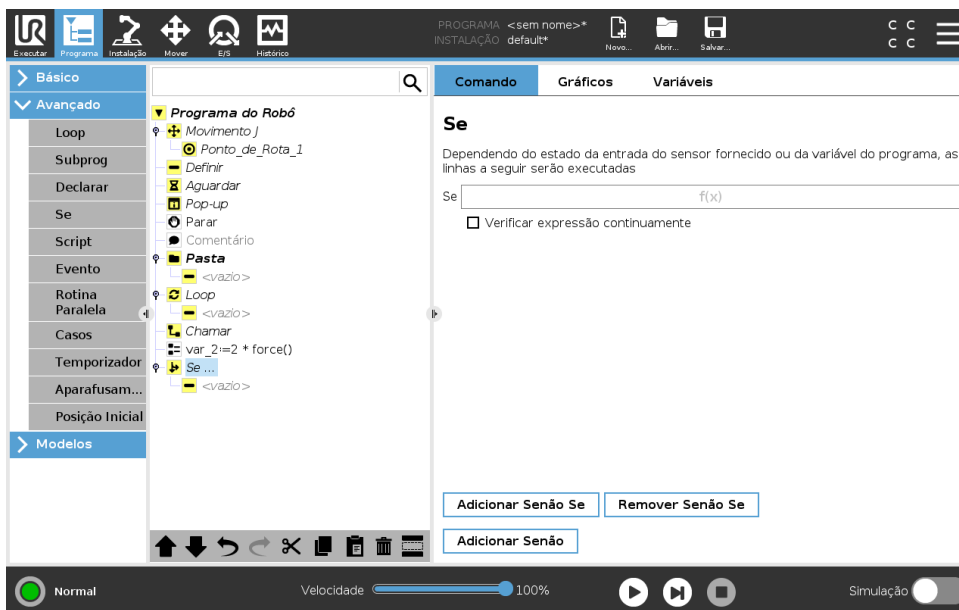 UR
PROGRAMA <sem nome>*
INSTALAÇÃO default*
Executar Programa Instalação Mover E/S Histórico
Novo... Abrir... Salvar...
C C
C C
Básico
Avançado
Loop
Subprog
Declarar
Se
Script
Evento
Rotina
Paralela
Casos
Temporizador
Aparafusam...
Posição Inicial
Modelos
Programa do Robô
Movimento J
Ponto_de_Rota_1
Definir
Aguardar
Pop-up
Parar
Comentário
Pasta
<vazio>
Loop
<vazio>
Chamar
var_2:=2 * force()
Se ...
<vazio>
Comando Gráficos Variáveis
Se
Dependendo do estado da entrada do sensor fornecido ou da variável do programa, as
linhas a seguir serão executadas
Se f(x)
Verificar expressão continuamente
Adicionar Senão Se Remover Senão Se
Adicionar Senão
Normal
Velocidade 100%
Simulação